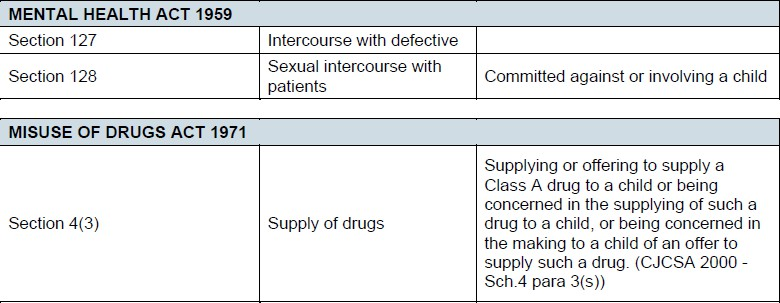 MENTAL HEALTH ACT 1959
Section 127 Intercourse with defective
Section 128 Sexual intercourse with patients Committed against or involving a child
MISUSE OF DRUGS ACT 1971
Section 4(3) Supply of drugs
Supplying or offering to supply a
Class A drug to a child or being
concerned in the supplying of such a
drug to a child, or being concerned in
the making to a child of an offer to
supply such a drug. (CJCSA 2000 -
Sch.4 para 3(s))